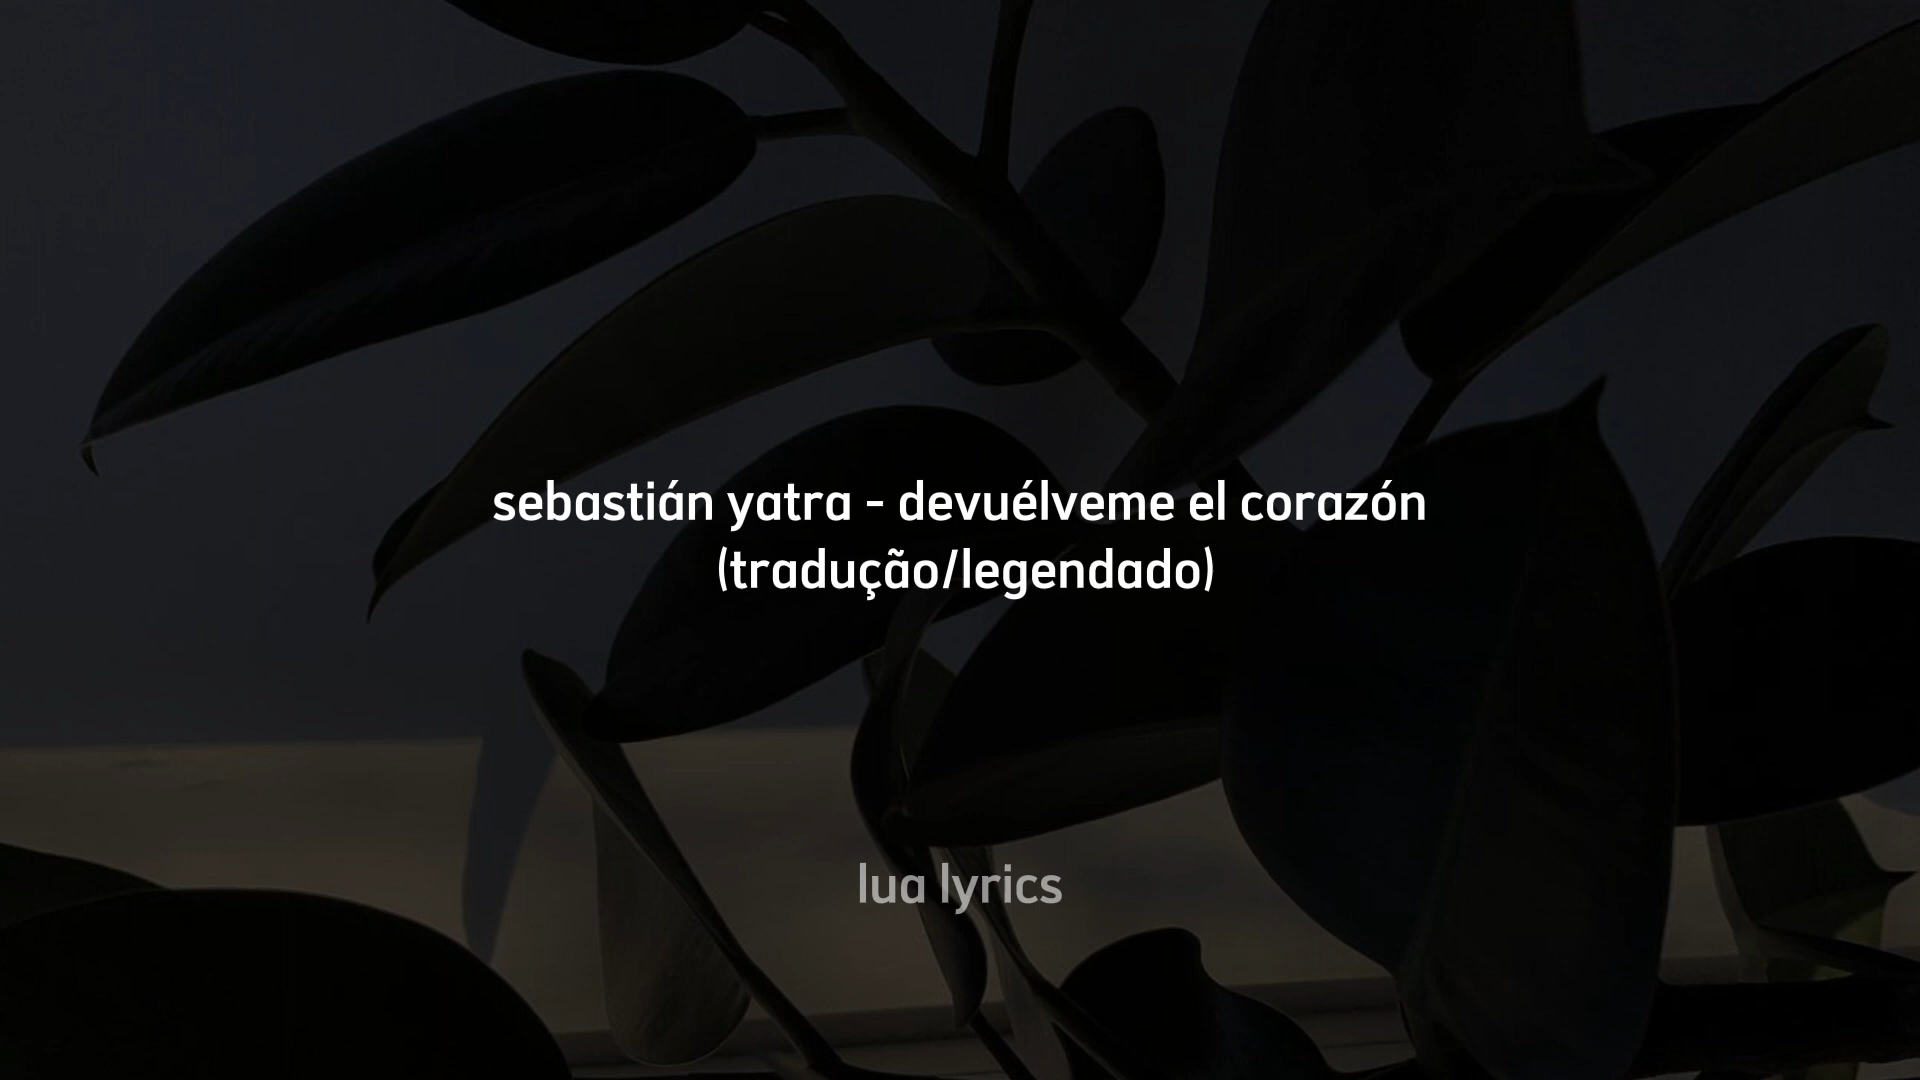 sebastián yatra - devuélveme el corazón
(tradução/legendado)
lua lyrics